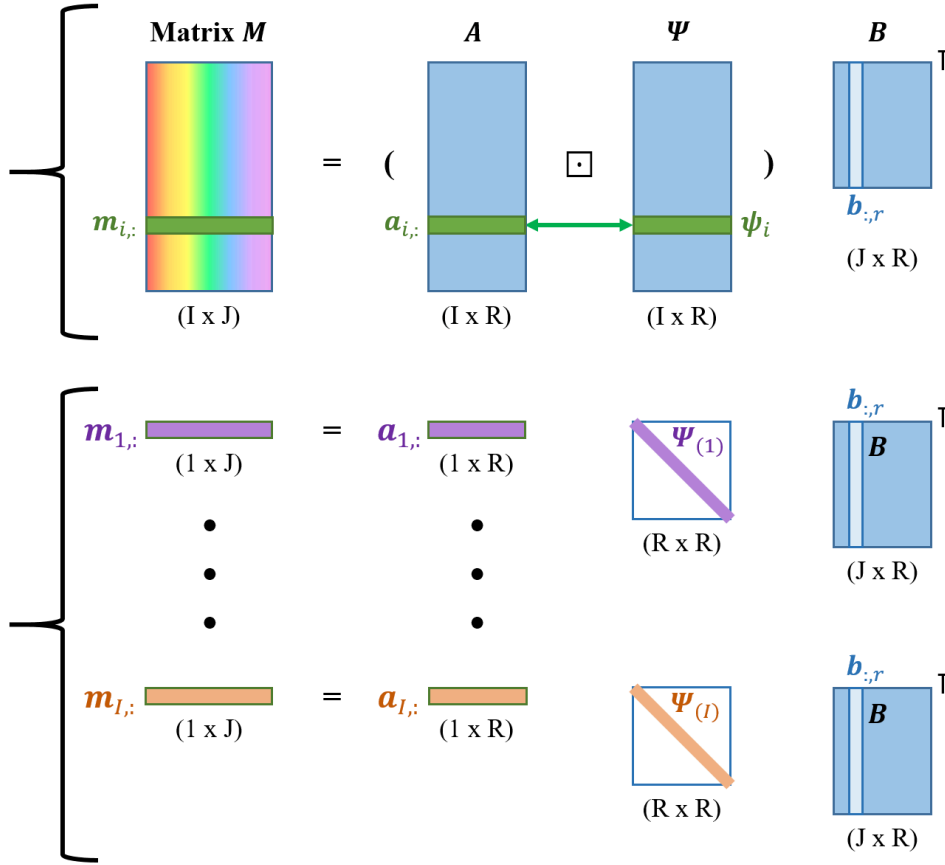 Matrix M A Ψ B
T
= ( ⊡ )
m_{i,:} a_{i,:} ψ_i b_{:,r}
(I x J) (I x R) (I x R) (J x R)
b_{:,r}
m_{1,:} = a_{1,:} Ψ_{(1)} B T
(1 x J) (1 x R) (R x R) (J x R)
b_{:,r}
m_{I,:} = a_{I,:} Ψ_{(I)} B T
(1 x J) (1 x R) (R x R) (J x R)